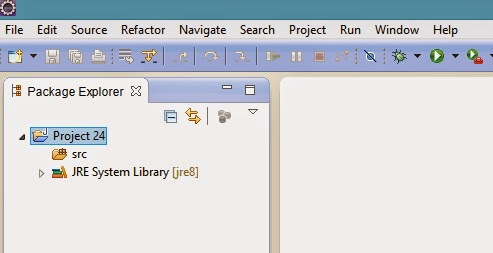 File Edit Source Refactor Navigate Search Project Run Window Help
Package Explorer
Project 24
src
JRE System Library [jre8]